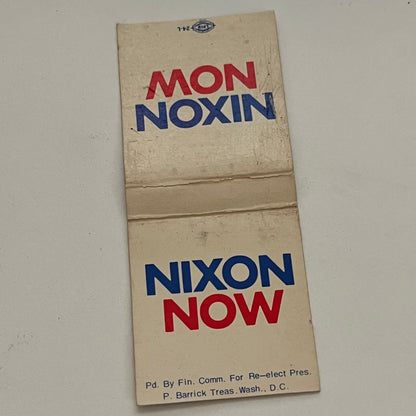 NIXON
NOW
NIXON
NOW
Pd. By Fin. Comm. For Re-elect Pres.
P. Barrick Treas. Wash., D.C.